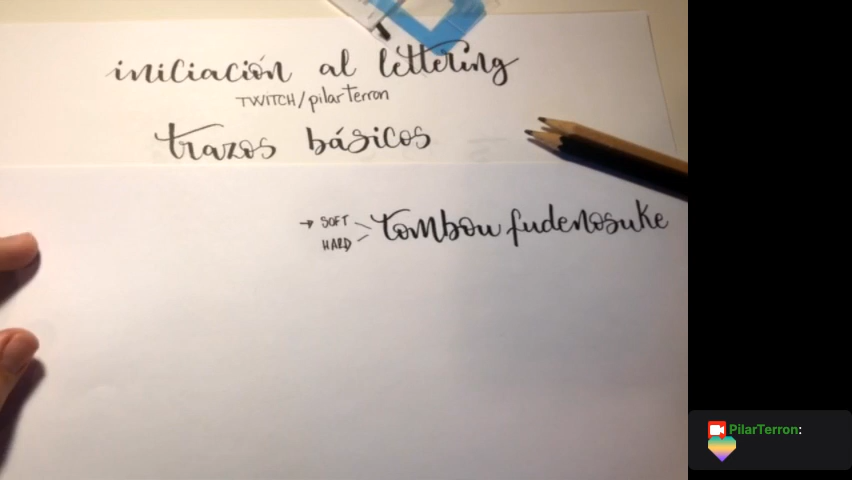 iniciación al lettering
TWITCH/pilarterron
trazos básicos
→ SOFT
HARD
tombow fudenosuke
PilarTerron: